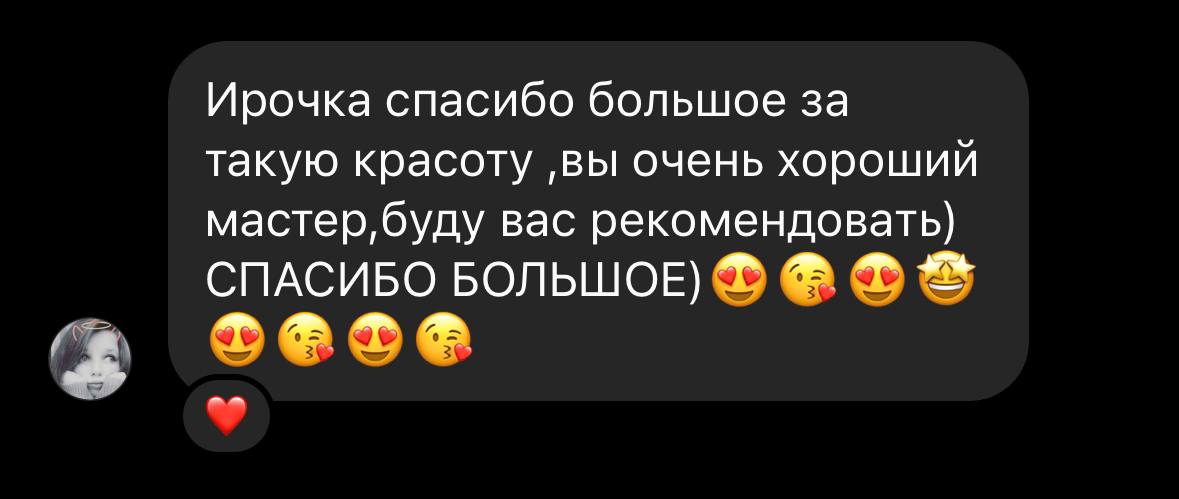 Ирочка спасибо большое за
такую красоту ,вы очень хороший
мастер,буду вас рекомендовать)
СПАСИБО БОЛЬШОЕ)😍😘😍🤩
😍😘😍😘
❤️